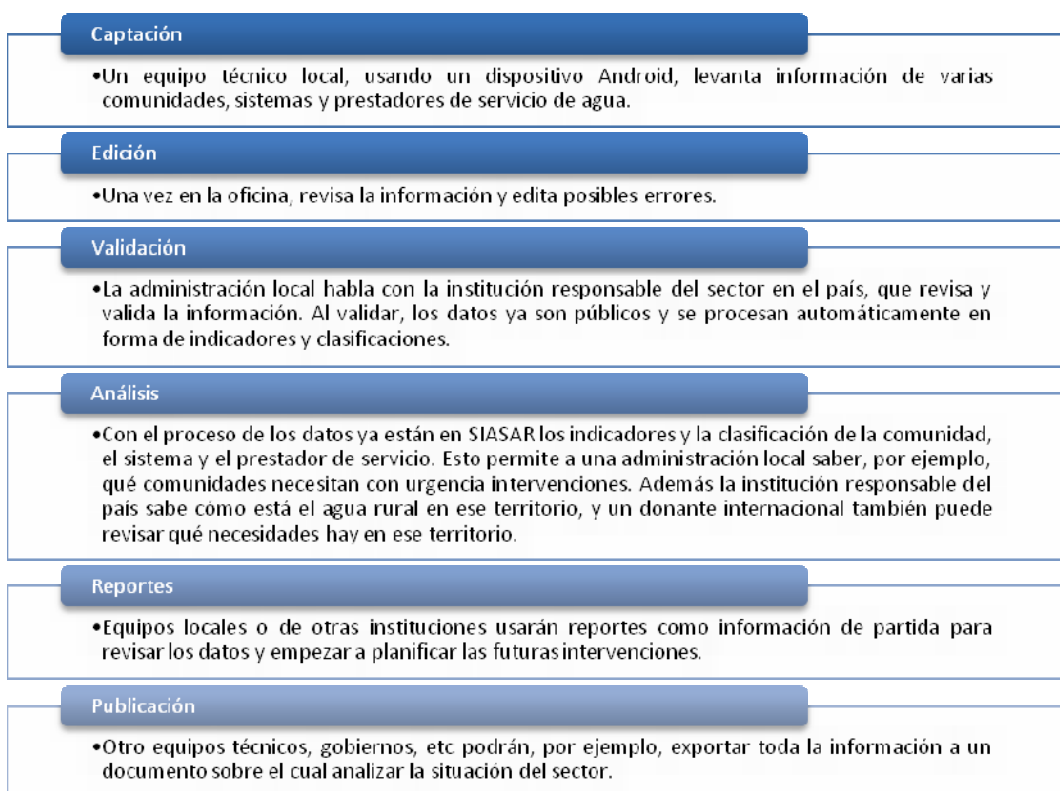 Captación
•Un equipo técnico local, usando un dispositivo Android, levanta información de varias
comunidades, sistemas y prestadores de servicio de agua.
Edición
•Una vez en la oficina, revisa la información y edita posibles errores.
Validación
•La administración local habla con la institución responsable del sector en el país, que revisa y
valida la información. Al validar, los datos ya son públicos y se procesan automáticamente en
forma de indicadores y clasificaciones.
Análisis
•Con el proceso de los datos ya están en SIASAR los indicadores y la clasificación de la comunidad,
el sistema y el prestador de servicio. Esto permite a una administración local saber, por ejemplo,
qué comunidades necesitan con urgencia intervenciones. Además la institución responsable del
país sabe cómo está el agua rural en ese territorio, y un donante internacional también puede
revisar qué necesidades hay en ese territorio.
Reportes
•Equipos locales o de otras instituciones usarán reportes como información de partida para
revisar los datos y empezar a planificar las futuras intervenciones.
Publicación
•Otro equipos técnicos, gobiernos, etc podrán, por ejemplo, exportar toda la información a un
documento sobre el cual analizar la situación del sector.